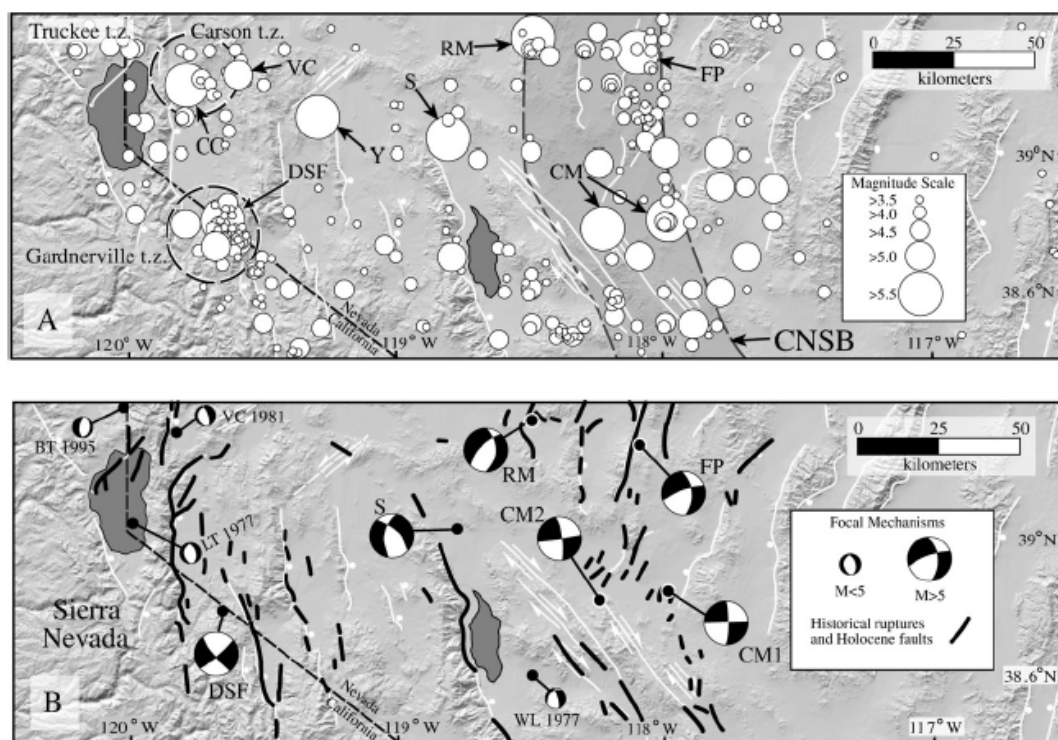 Truckee t.z.
Carson t.z.
VC
CC
RM
FP
S
Y
DSF
CM
Gardnerville t.z.
A
Nevada
California
CNSB
120° W
119° W
118° W
117° W
39°N
38.6°N
0 25 50
kilometers
Magnitude Scale
>3.5
>4.0
>4.5
>5.0
>5.5
BT 1995
VC 1981
LT 1977
RM
FP
S
CM2
CM1
DSF
WL 1977
Sierra
Nevada
B
Nevada
California
120° W
119° W
118°
117° W
39°N
38.6°N
0 25 50
kilometers
Focal Mechanisms
M<5
M>5
Historical ruptures
and Holocene faults